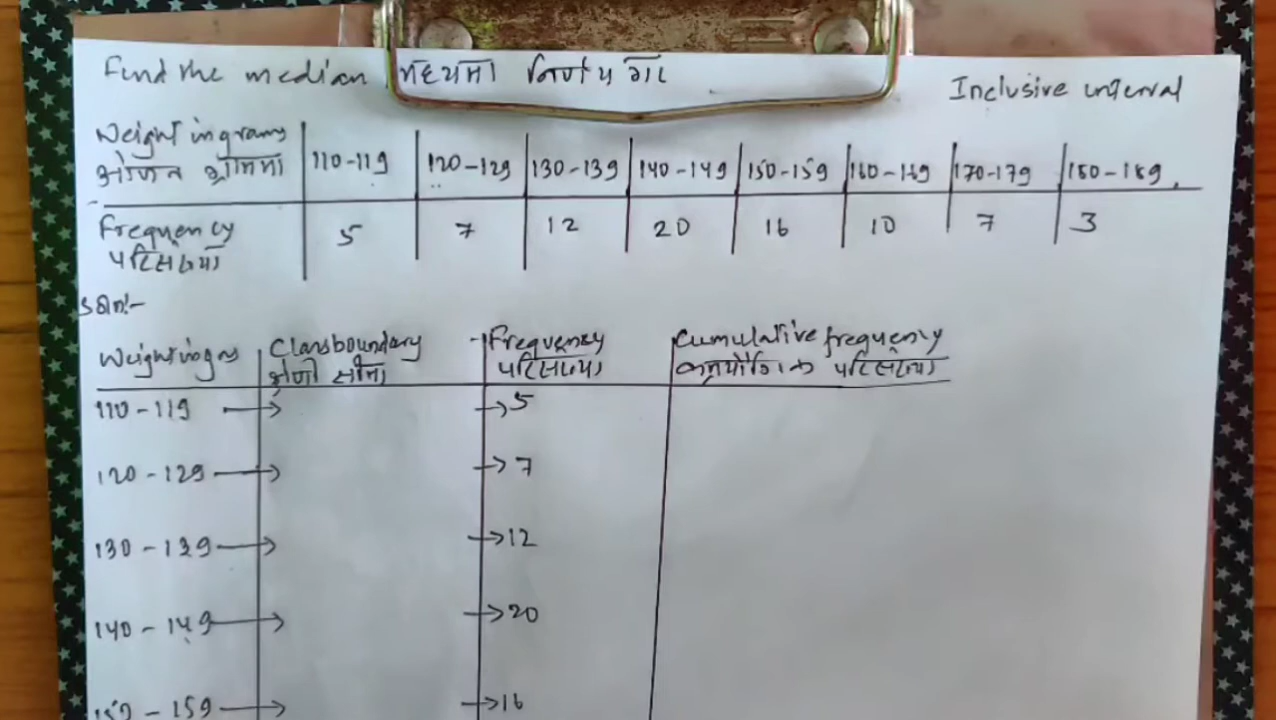 Find the median मध्यमा निर्णय गर Inclusive interval
Weight in grams 110-119 120-129 130-139 140-149 150-159 160-169 170-179 180-189
Frequency 5 7 12 20 16 10 7 3
Soln:-
Weight in gs Class boundary Frequency Cumulative frequency
110-119 → → 5
120-129 → → 7
130-139 → → 12
140-149 → → 20
150-159 → → 16